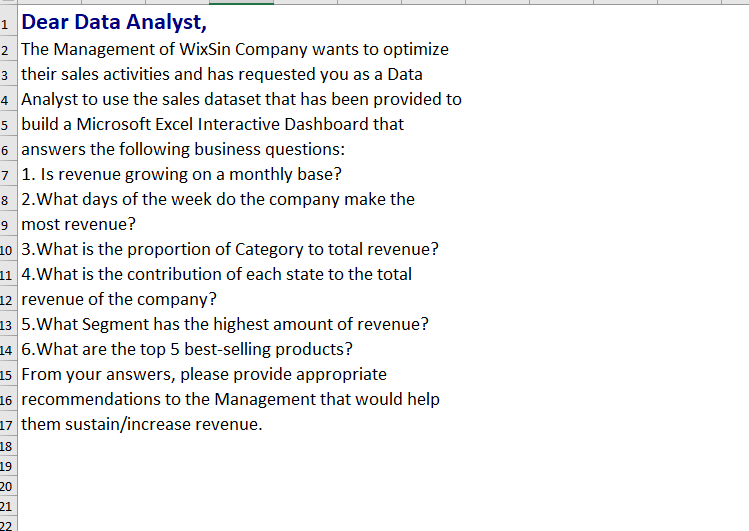 1 Dear Data Analyst,
2 The Management of WixSin Company wants to optimize
3 their sales activities and has requested you as a Data
4 Analyst to use the sales dataset that has been provided to
5 build a Microsoft Excel Interactive Dashboard that
6 answers the following business questions:
7 1. Is revenue growing on a monthly base?
8 2.What days of the week do the company make the
9 most revenue?
10 3.What is the proportion of Category to total revenue?
11 4.What is the contribution of each state to the total
12 revenue of the company?
13 5.What Segment has the highest amount of revenue?
14 6.What are the top 5 best-selling products?
15 From your answers, please provide appropriate
16 recommendations to the Management that would help
17 them sustain/increase revenue.
18
19
20
21
22